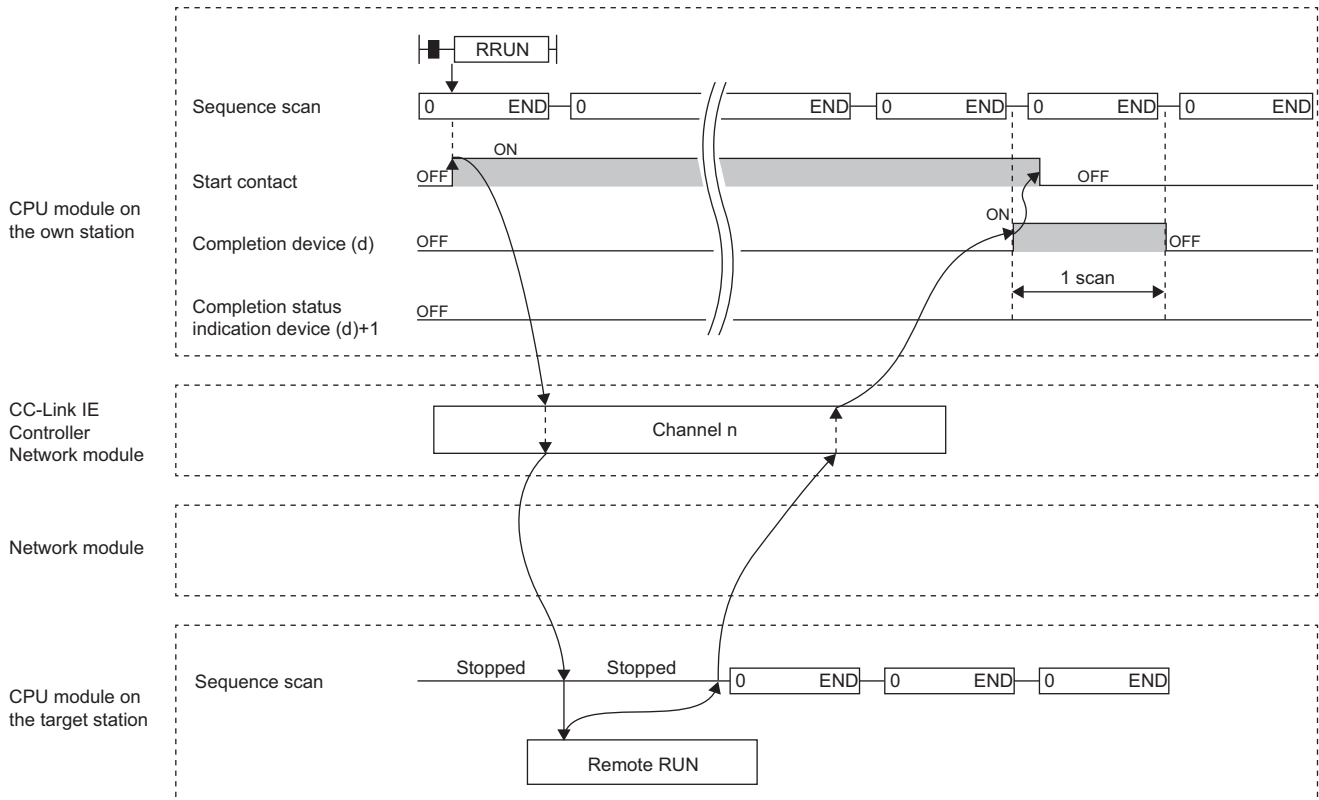 RRUN
Sequence scan
0 END 0 END 0 END 0 END 0 END
ON
Start contact
OFF
OFF
CPU module on
the own station
ON
Completion device (d)
OFF
OFF
1 scan
Completion status
indication device (d)+1
OFF
CC-Link IE
Controller
Network module
Channel n
Network module
Stopped Stopped
Sequence scan
0 END 0 END 0 END
CPU module on
the target station
Remote RUN